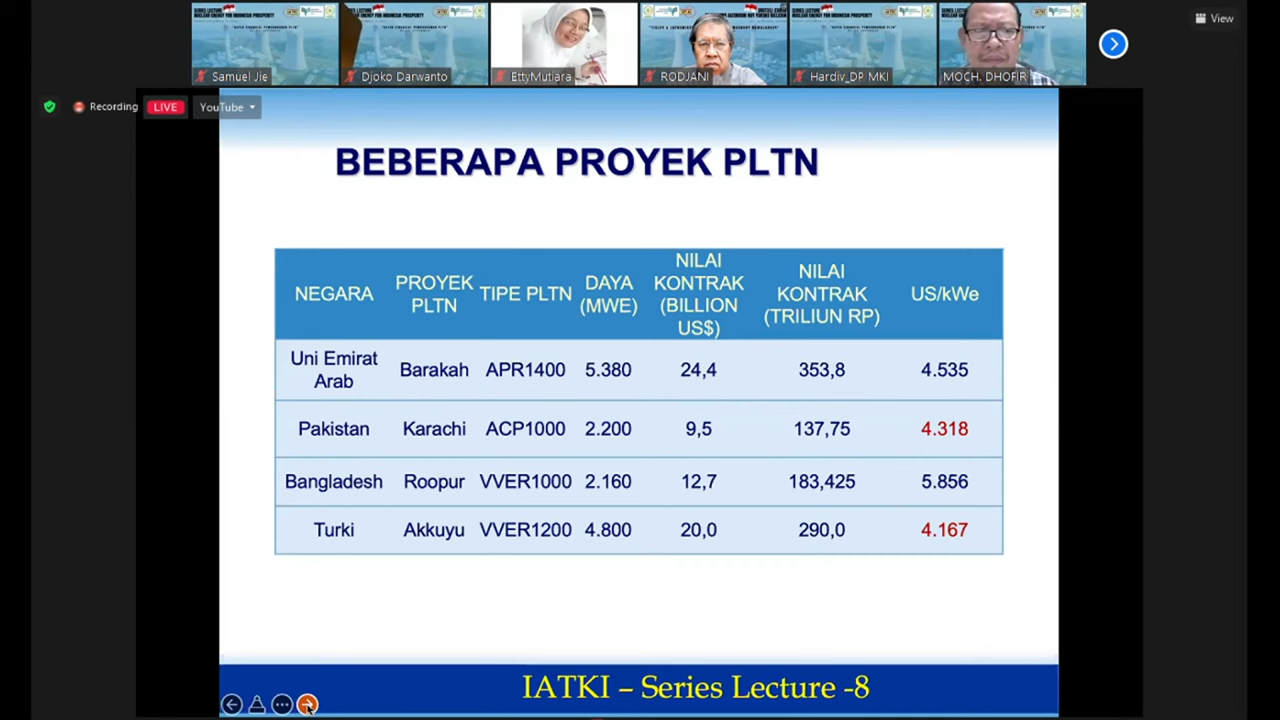 View
Samuel Jie
Djoko Darwanto
EttyMutiara
RODJANI
Hardiv_DP MKI
MOCH. DHOFIR
Recording
LIVE
YouTube
BEBERAPA PROYEK PLTN
NEGARA PROYEK PLTN TIPE PLTN DAYA (MWE) NILAI KONTRAK (BILLION US$) NILAI KONTRAK (TRILIUN RP) US/kWe
Uni Emirat Arab Barakah APR1400 5.380 24,4 353,8 4.535
Pakistan Karachi ACP1000 2.200 9,5 137,75 4.318
Bangladesh Roopur VVER1000 2.160 12,7 183,425 5.856
Turki Akkuyu VVER1200 4.800 20,0 290,0 4.167
IATKI – Series Lecture -8